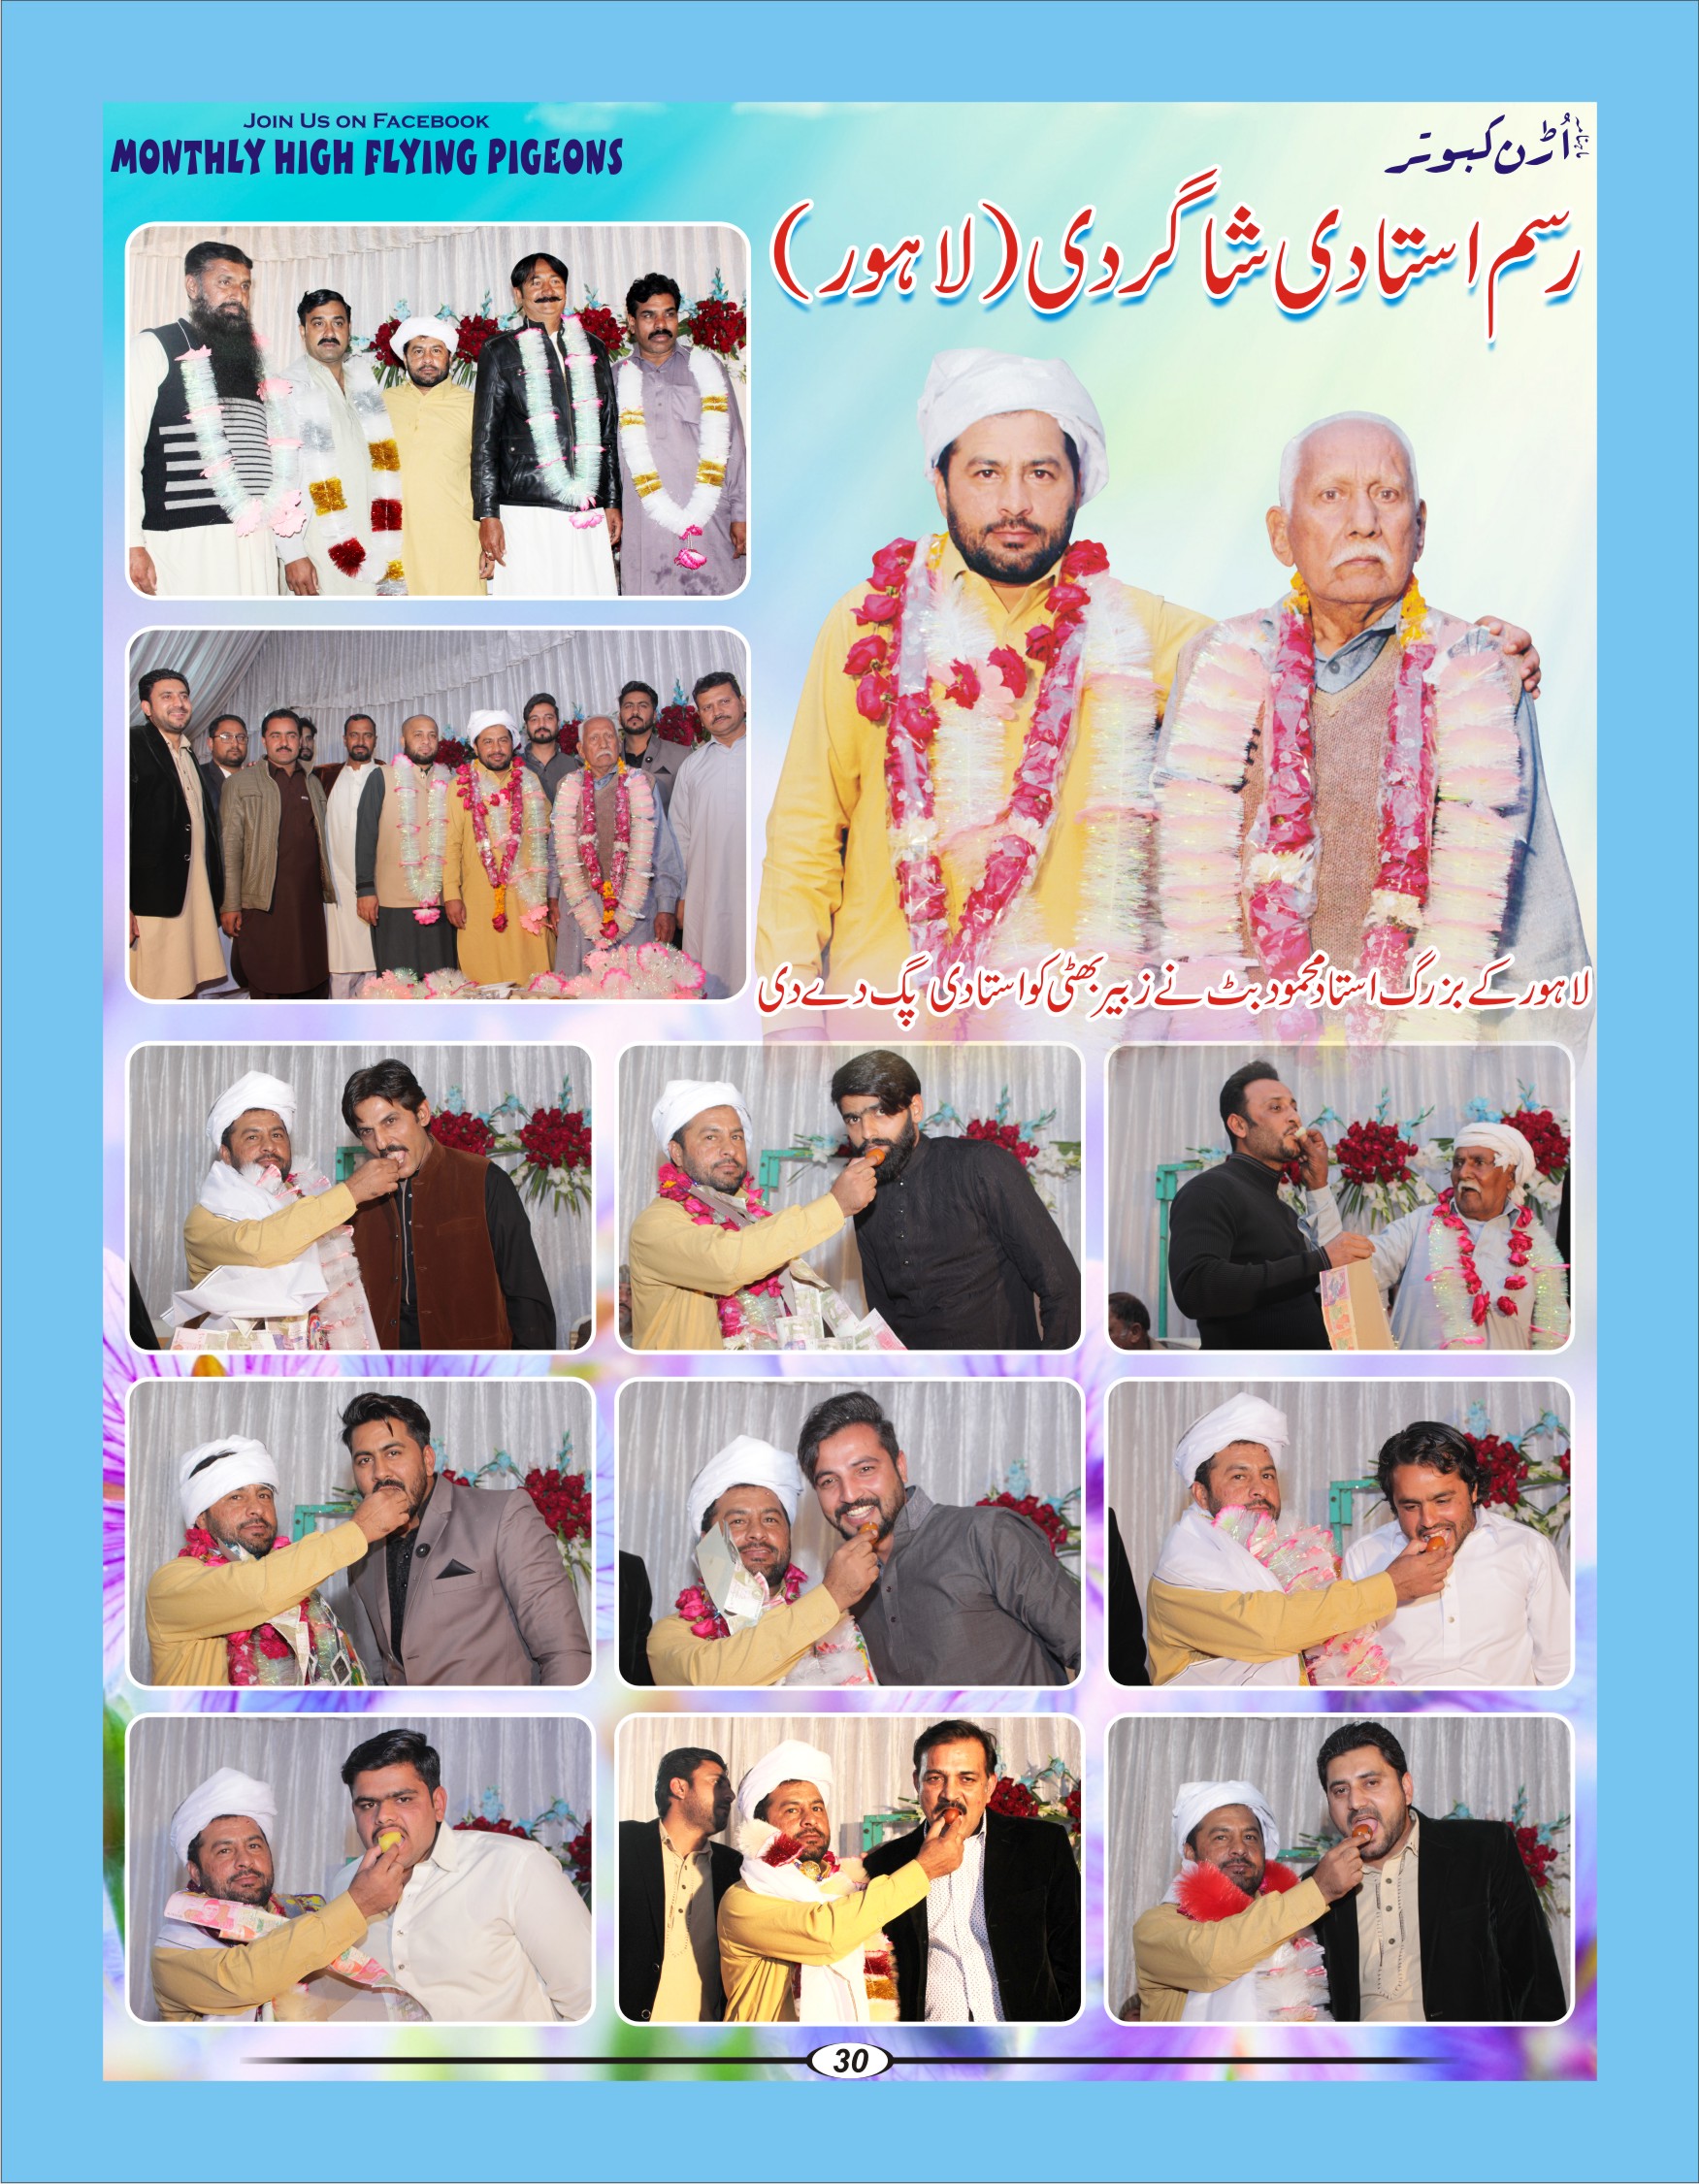 JOIN US ON FACEBOOK
MONTHLY HIGH FLYING PIGEONS
ماہنامہ اُڑن کبوتر
رسم استادی شاگردی (لاہور)
لاہور کے بزرگ استاد محمود بٹ نے زبیر بھٹی کو استادی پگ دے دی
30